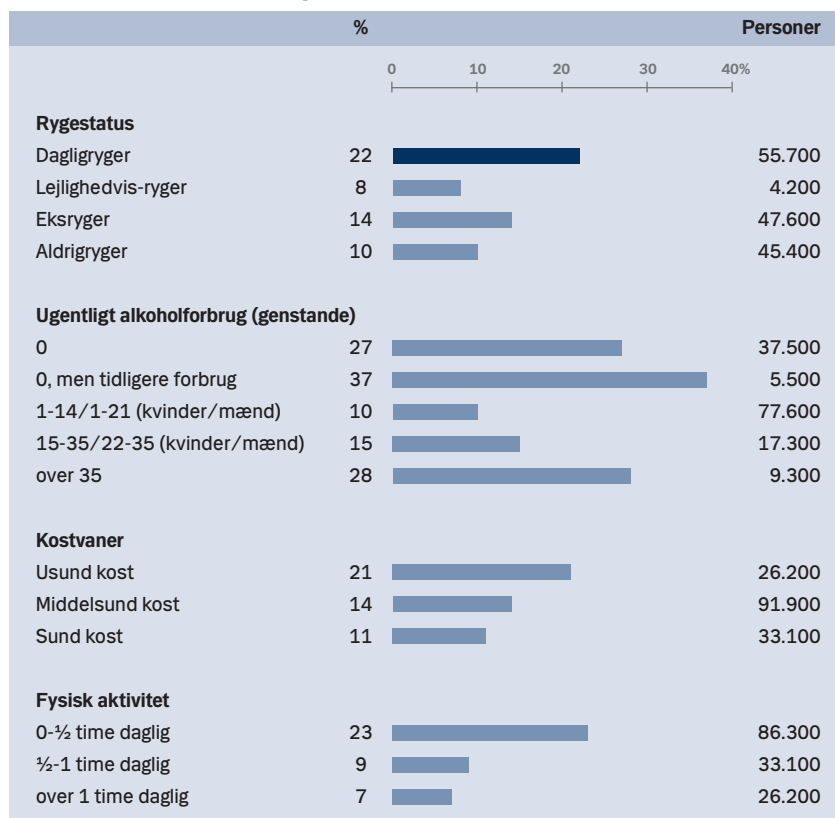 % Personer
0 10 20 30 40%
Rygestatus
Dagligryger 22 55.700
Lejlighedvis-ryger 8 4.200
Eksryger 14 47.600
Aldrigryger 10 45.400
Ugentligt alkoholforbrug (genstande)
0 27 37.500
0, men tidligere forbrug 37 5.500
1-14/1-21 (kvinder/mænd) 10 77.600
15-35/22-35 (kvinder/mænd) 15 17.300
over 35 28 9.300
Kostvaner
Usund kost 21 26.200
Middelsund kost 14 91.900
Sund kost 11 33.100
Fysisk aktivitet
0-½ time daglig 23 86.300
½-1 time daglig 9 33.100
over 1 time daglig 7 26.200